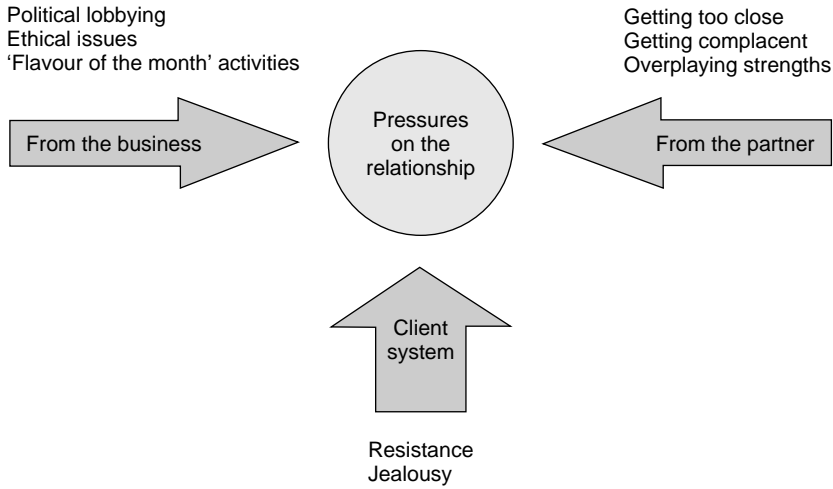 Political lobbying
Ethical issues
‘Flavour of the month’ activities
Getting too close
Getting complacent
Overplaying strengths
From the business
Pressures
on the
relationship
From the partner
Client
system
Resistance
Jealousy